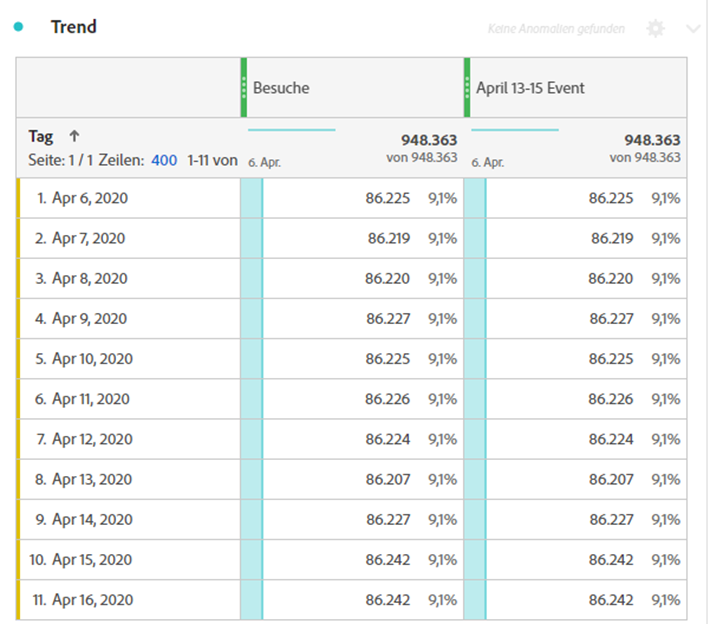 Trend
Keine Anomalien gefunden
Besuche
April 13-15 Event
Tag ↑
Seite: 1 / 1 Zeilen: 400 1-11 von
6. Apr.
948.363
von 948.363
6. Apr.
948.363
von 948.363
1. Apr 6, 2020 86.225 9,1% 86.225 9,1%
2. Apr 7, 2020 86.219 9,1% 86.219 9,1%
3. Apr 8, 2020 86.220 9,1% 86.220 9,1%
4. Apr 9, 2020 86.227 9,1% 86.227 9,1%
5. Apr 10, 2020 86.225 9,1% 86.225 9,1%
6. Apr 11, 2020 86.226 9,1% 86.226 9,1%
7. Apr 12, 2020 86.224 9,1% 86.224 9,1%
8. Apr 13, 2020 86.207 9,1% 86.207 9,1%
9. Apr 14, 2020 86.227 9,1% 86.227 9,1%
10. Apr 15, 2020 86.242 9,1% 86.242 9,1%
11. Apr 16, 2020 86.242 9,1% 86.242 9,1%